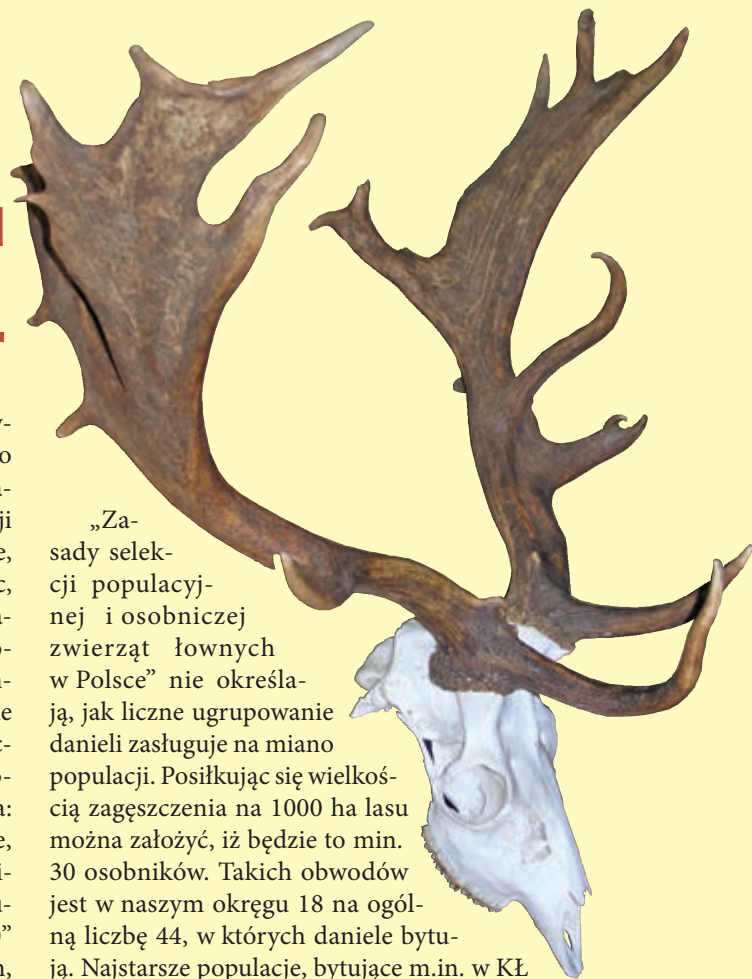 y-
o
a-
ji
e,
c,
a-
o-
a-
ie
c-
o-
a:
e,
i-
u-
”
n,
„Za-
sady selek-
cji populacyj-
nej i osobniczej
zwierząt łownych
w Polsce” nie określa-
ją, jak liczne ugrupowanie
danieli zasługuje na miano
populacji. Posiłkując się wielkoś-
cią zagęszczenia na 1000 ha lasu
można założyć, iż będzie to min.
30 osobników. Takich obwodów
jest w naszym okręgu 18 na ogól-
ną liczbę 44, w których daniele bytu-
ją. Najstarsze populacje, bytujące m.in. w KŁ